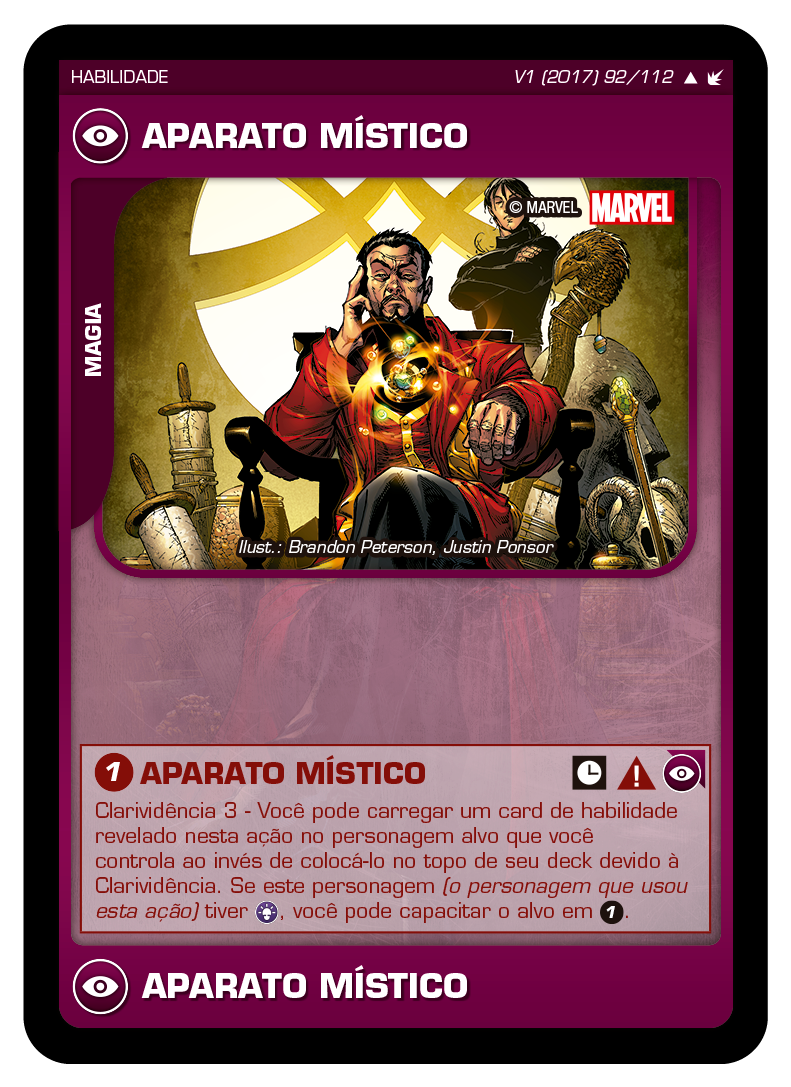 HABILIDADE
V1 (2017) 92/112
APARATO MÍSTICO
© MARVEL MARVEL
MAGIA
Ilust.: Brandon Peterson, Justin Ponsor
1 APARATO MÍSTICO
Clarividência 3 - Você pode carregar um card de habilidade
revelado nesta ação no personagem alvo que você
controla ao invés de colocá-lo no topo de seu deck devido à
Clarividência. Se este personagem (o personagem que usou
esta ação) tiver , você pode capacitar o alvo em 1.
APARATO MÍSTICO